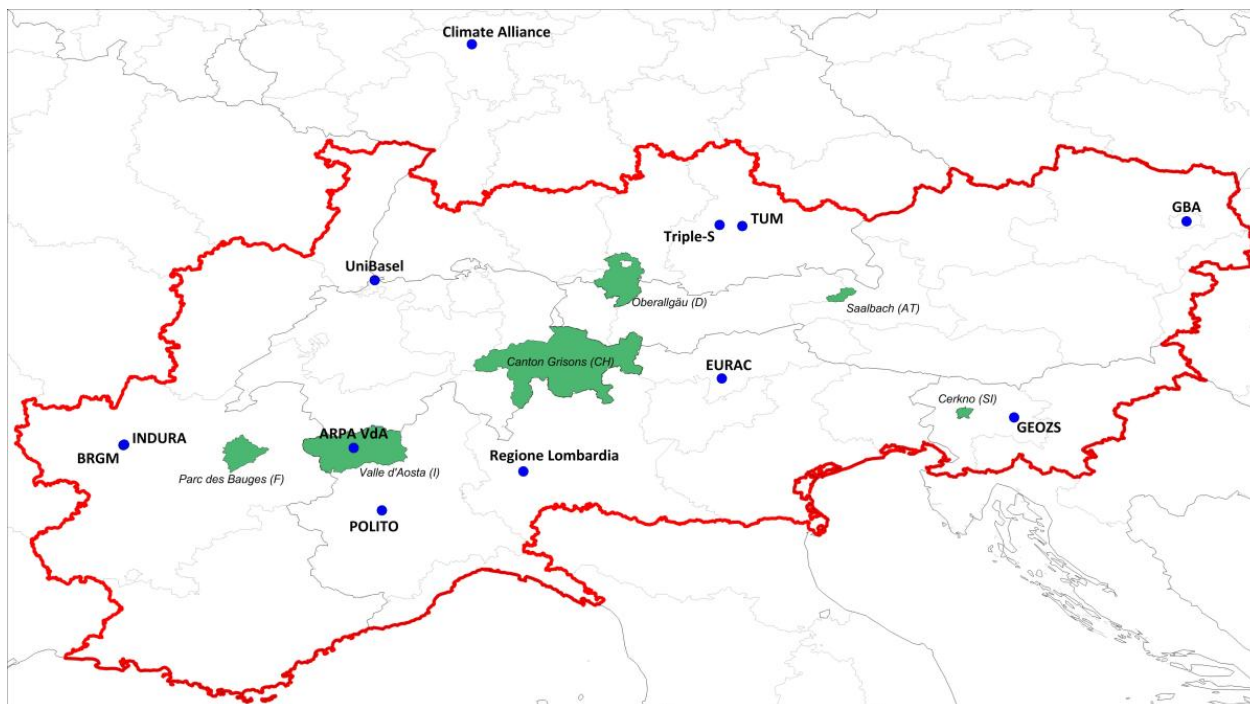 Climate Alliance
GBA
TUM
Triple-S
UniBasel
Oberallgäu (D)
Saalbach (AT)
Canton Grisons (CH)
EURAC
Cerkno (SI)
GEOZS
INDURA
ARPA VdA
BRGM
Regione Lombardia
Parc des Bauges (F)
Valle d'Aosta (I)
POLITO